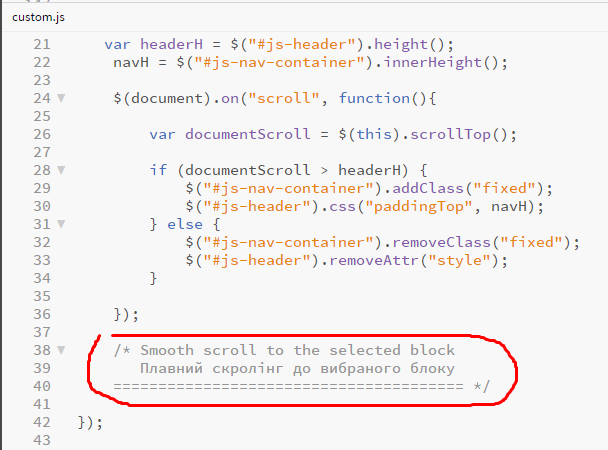 custom.js
21 var headerH = $("#js-header").height();
22 navH = $("#js-nav-container").innerHeight();
23
24 $(document).on("scroll", function(){
25
26 var documentScroll = $(this).scrollTop();
27
28 if (documentScroll > headerH) {
29 $("#js-nav-container").addClass("fixed");
30 $("#js-header").css("paddingTop", navH);
31 } else {
32 $("#js-nav-container").removeClass("fixed");
33 $("#js-header").removeAttr("style");
34 }
35
36 });
37
38 /* Smooth scroll to the selected block
39 Плавний скролінг до вибраного блоку
40 ======================================= */
41
42 });
43